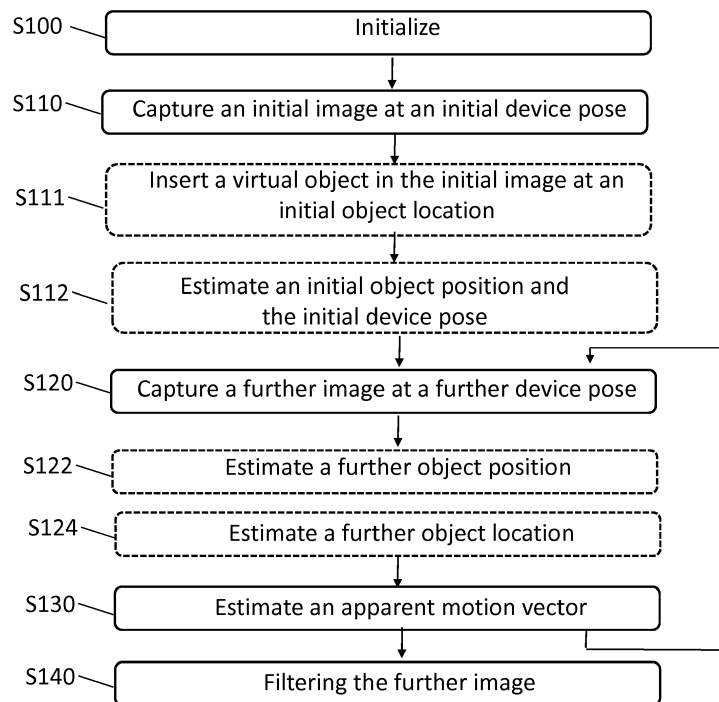 S100 Initialize
S110 Capture an initial image at an initial device pose
S111 Insert a virtual object in the initial image at an
initial object location
S112 Estimate an initial object position and
the initial device pose
S120 Capture a further image at a further device pose
S122 Estimate a further object position
S124 Estimate a further object location
S130 Estimate an apparent motion vector
S140 Filtering the further image